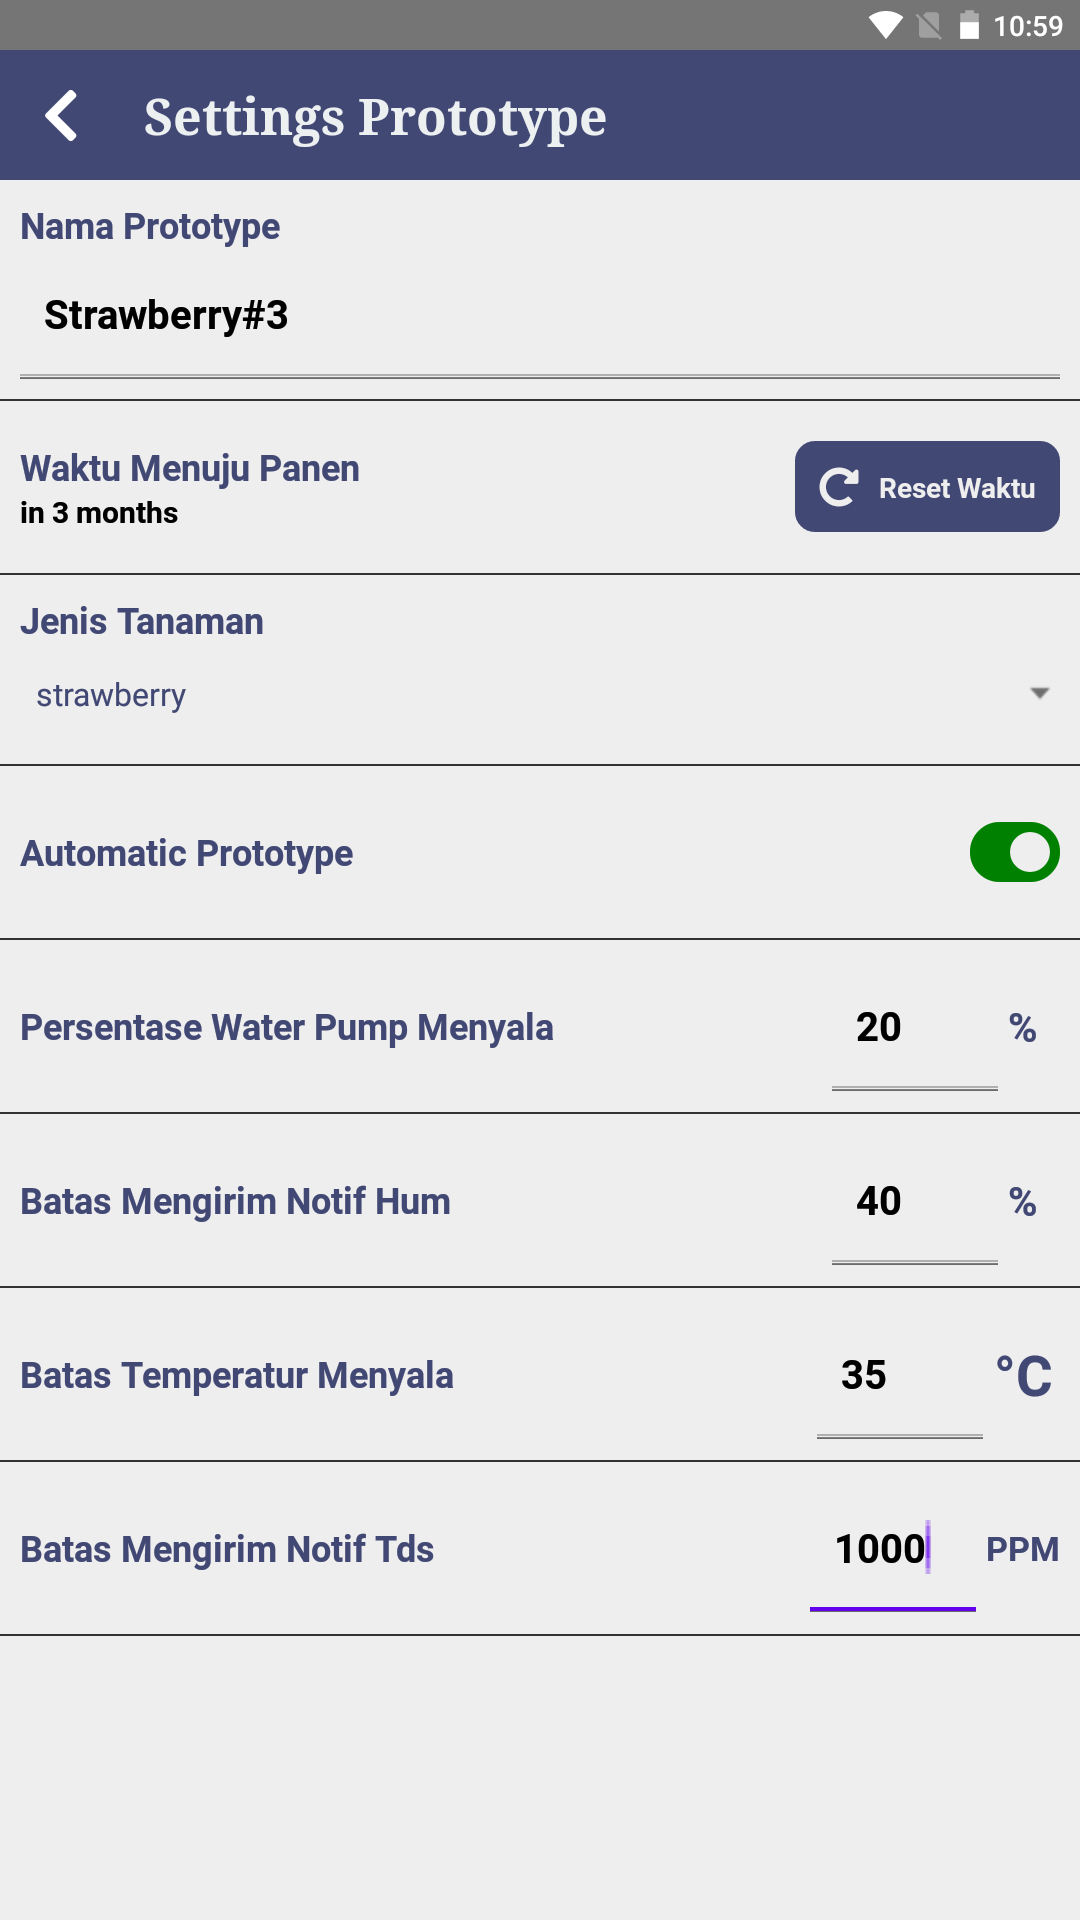 10:59
Settings Prototype
Nama Prototype
Strawberry#3
Waktu Menuju Panen
in 3 months
Reset Waktu
Jenis Tanaman
strawberry
Automatic Prototype
Persentase Water Pump Menyala
20 %
Batas Mengirim Notif Hum
40 %
Batas Temperatur Menyala
35 °C
Batas Mengirim Notif Tds
1000 PPM